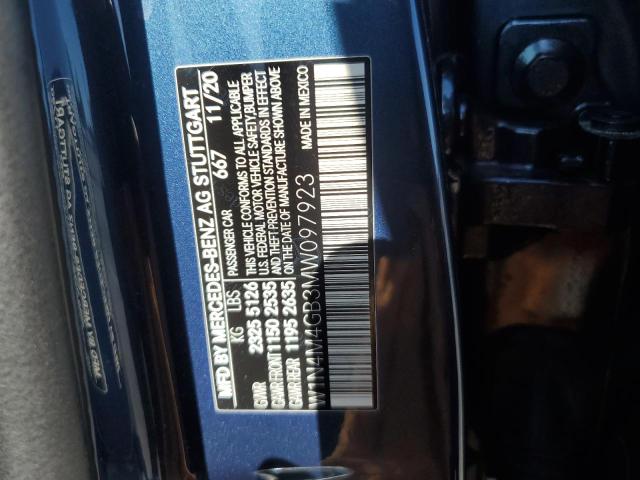 MFD BY MERCEDES-BENZ AG STUTTGART
PASSENGER CAR 667 11/20
KG LBS
GVWR 2325 5126
GAWR FRONT 1150 2535
GAWR REAR 1195 2635
THIS VEHICLE CONFORMS TO ALL APPLICABLE
U.S. FEDERAL MOTOR VEHICLE SAFETY, BUMPER
AND THEFT PREVENTION STANDARDS IN EFFECT
ON THE DATE OF MANUFACTURE SHOWN ABOVE
MADE IN MEXICO
W1N4M4GB3MW097923